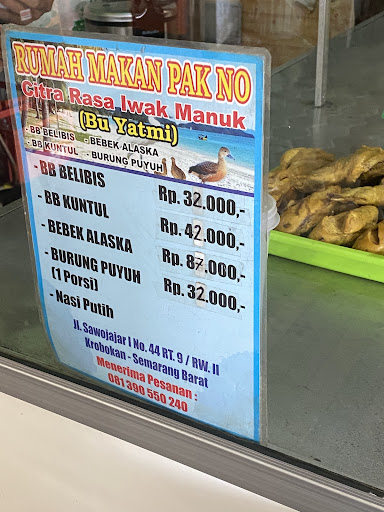 RUMAH MAKAN PAK NO
Citra Rasa Iwak Manuk
(Bu Yatmi)
- BB BELIBIS - BEBEK ALASKA
- BB KUNTUL - BURUNG PUYUH
- BB BELIBIS Rp. 32.000,-
- BB KUNTUL Rp. 42.000,-
- BEBEK ALASKA Rp. 87.000,-
- BURUNG PUYUH Rp. 32.000,-
(1 Porsi)
- Nasi Putih
Jl. Sawojajar I No. 44 RT. 9 / RW. II
Krobokan - Semarang Barat
Menerima Pesanan :
081 390 550 240